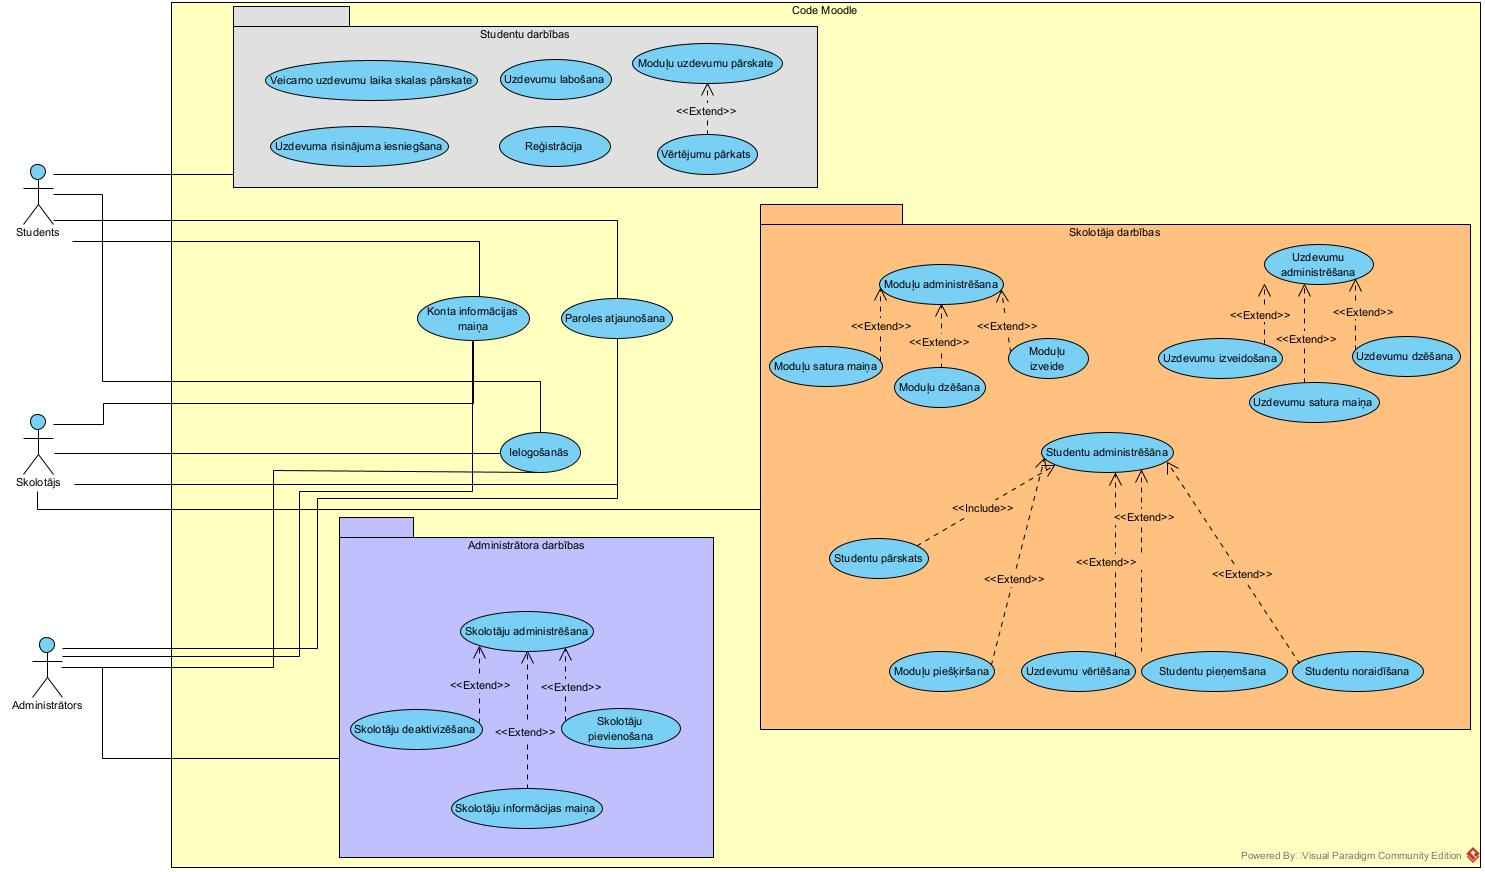 Code Moodle
Studentu darbības
Veicamo uzdevumu laika skalas pārskate
Uzdevumu labošana
Moduļu uzdevumu pārskate
<<Extend>>
Uzdevuma risinājuma iesniegšana
Reģistrācija
Vērtējumu pārkats
Students
Skolotāja darbības
Moduļu administrēšana
Uzdevumu
administrēšana
<<Extend>>
<<Extend>>
<<Extend>>
<<Extend>>
<<Extend>>
<<Extend>>
Moduļu satura maiņa
Moduļu dzēšana
Moduļu
izveide
Uzdevumu izveidošana
Uzdevumu dzēšana
Uzdevumu satura maiņa
Konta informācijas
maiņa
Paroles atjaunošana
Ielogošanās
Skolotājs
Studentu administrēšāna
<<Include>>
<<Extend>>
<<Extend>>
<<Extend>>
<<Extend>>
Studentu pārskats
Moduļu piešķiršana
Uzdevumu vērtēšana
Studentu pieņemšana
Studentu noraidīšana
Administrātora darbības
Skolotāju administrēšana
<<Extend>>
<<Extend>>
<<Extend>>
Skolotāju deaktivizēšana
Skolotāju
pievienošana
Skolotāju informācijas maiņa
Administrātors
Powered By Visual Paradigm Community Edition